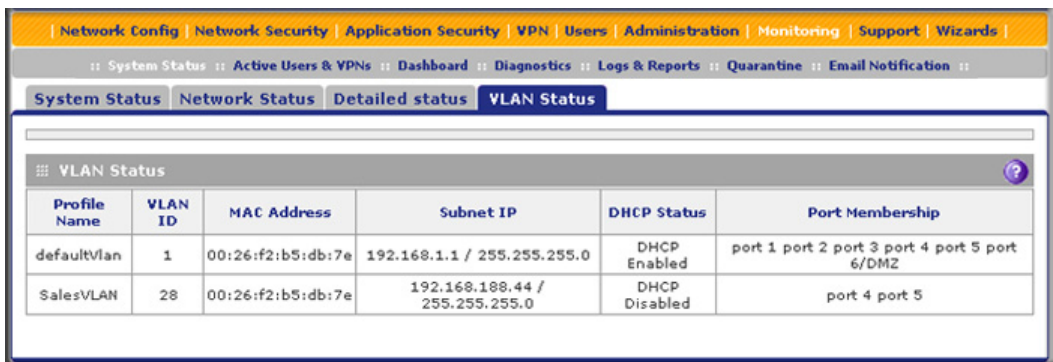 | Network Config | Network Security | Application Security | VPN | Users | Administration | Monitoring | Support | Wizards |
:: System Status :: Active Users & VPNs :: Dashboard :: Diagnostics :: Logs & Reports :: Quarantine :: Email Notification ::
System Status Network Status Detailed status VLAN Status
VLAN Status ?
Profile Name VLAN ID MAC Address Subnet IP DHCP Status Port Membership
defaultVlan 1 00:26:f2:b5:db:7e 192.168.1.1 / 255.255.255.0 DHCP Enabled port 1 port 2 port 3 port 4 port 5 port 6/DMZ
SalesVLAN 28 00:26:f2:b5:db:7e 192.168.188.44 / 255.255.255.0 DHCP Disabled port 4 port 5